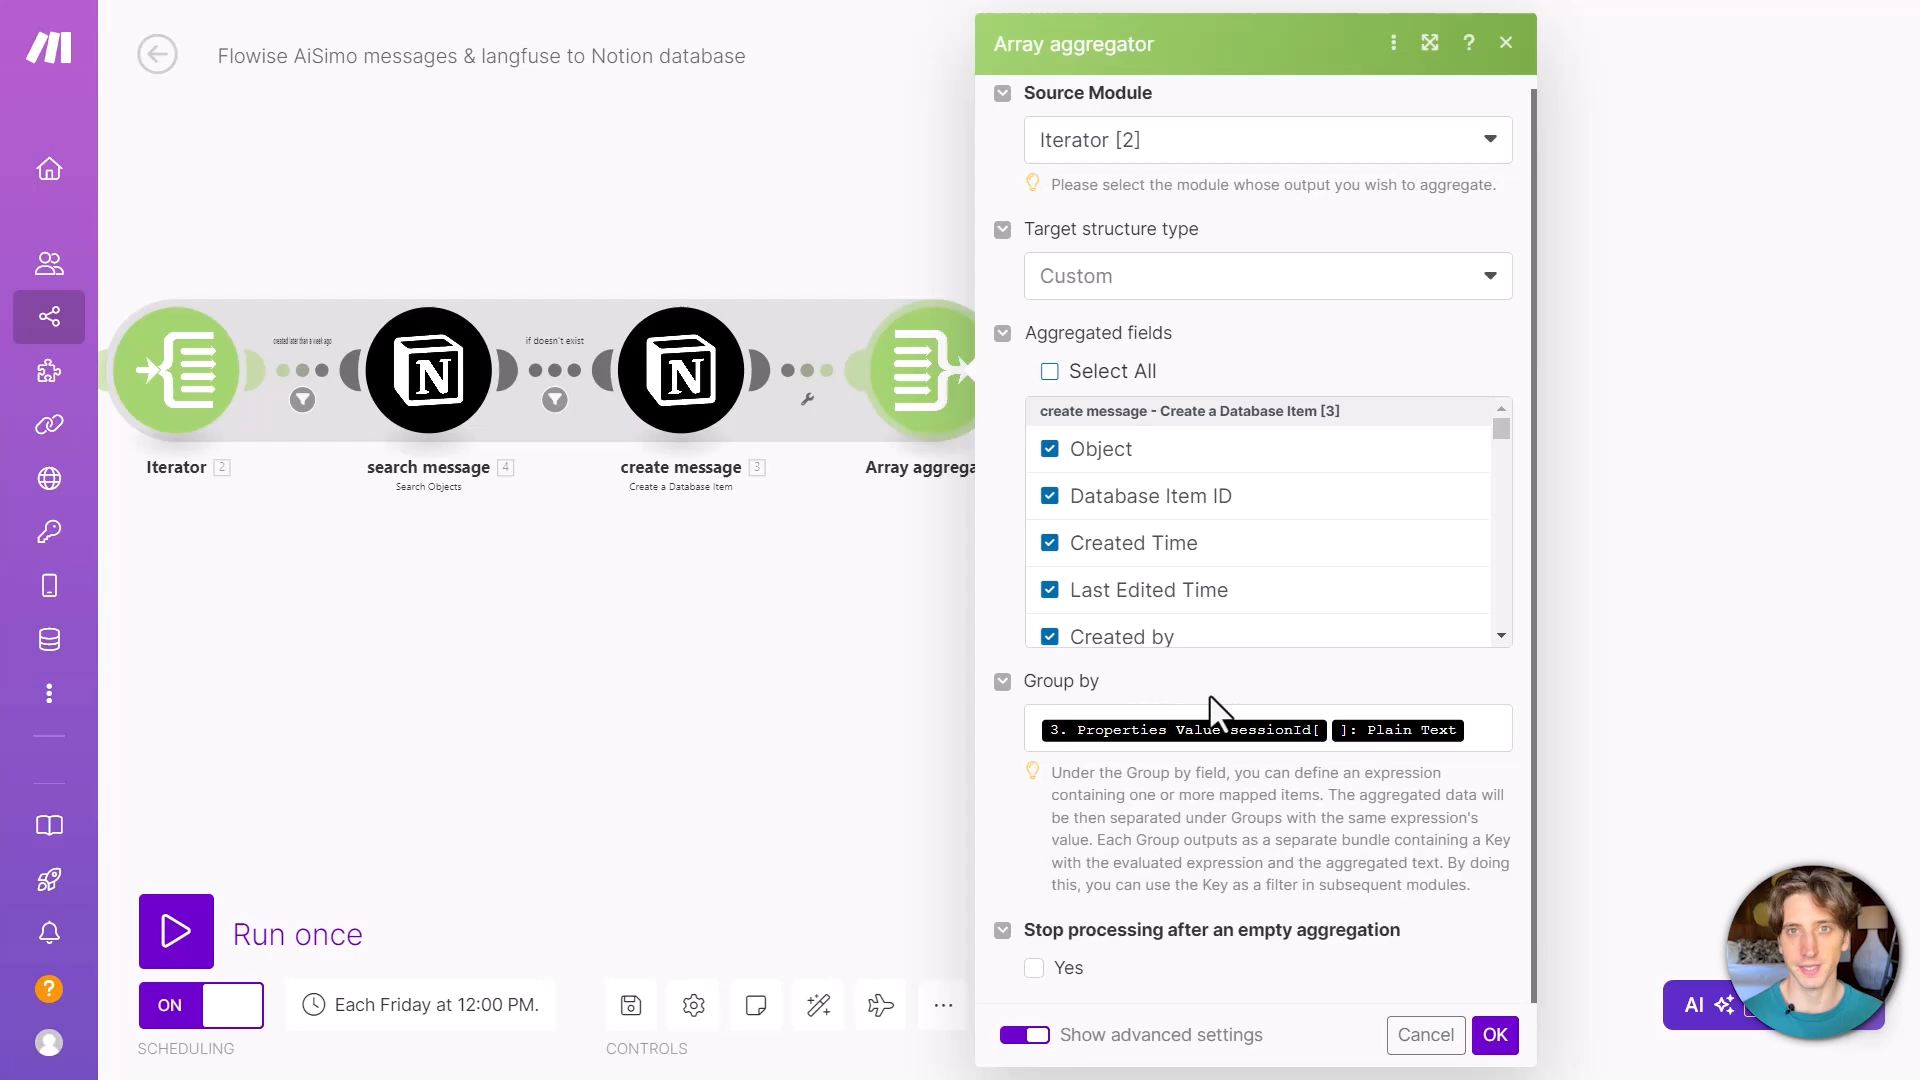 Flowise AiSimo messages & langfuse to Notion database
Array aggregator
Source Module
Iterator [2]
Please select the module whose output you wish to aggregate.
Target structure type
Custom
Aggregated fields
Select All
create message - Create a Database Item [3]
Object
Database Item ID
Created Time
Last Edited Time
Created by
Group by
3. Properties Value sessionId[ ]: Plain Text
Under the Group by field, you can define an expression
containing one or more mapped items. The aggregated data will
be then separated under Groups with the same expression's
value. Each Group outputs as a separate bundle containing a Key
with the evaluated expression and the aggregated text. By doing
this, you can use the Key as a filter in subsequent modules.
Stop processing after an empty aggregation
Yes
Show advanced settings
Cancel
OK
created later than a week ago
if doesn't exist
Iterator 2
search message 4
Search Objects
create message 3
Create a Database Item
Array aggrega
Run once
ON
Each Friday at 12:00 PM.
SCHEDULING
CONTROLS
AI